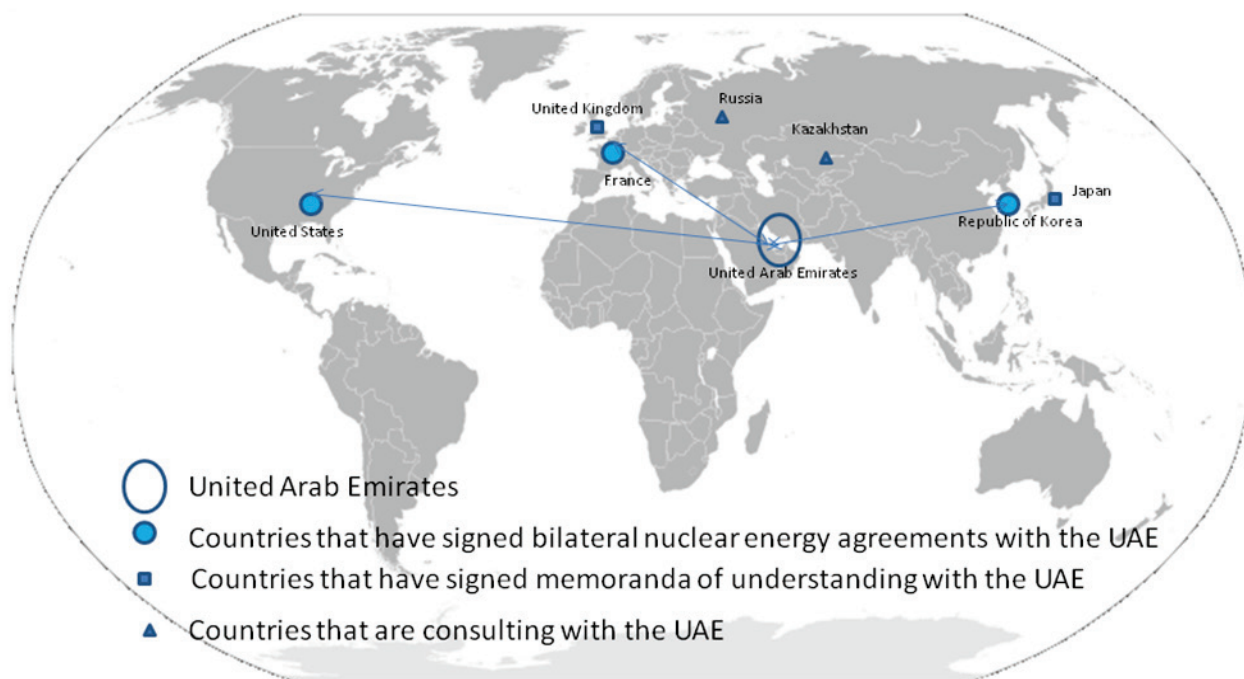 Russia
United Kingdom
Kazakhstan
France
Japan
United States
Republic of Korea
United Arab Emirates
United Arab Emirates
Countries that have signed bilateral nuclear energy agreements with the UAE
Countries that have signed memoranda of understanding with the UAE
Countries that are consulting with the UAE